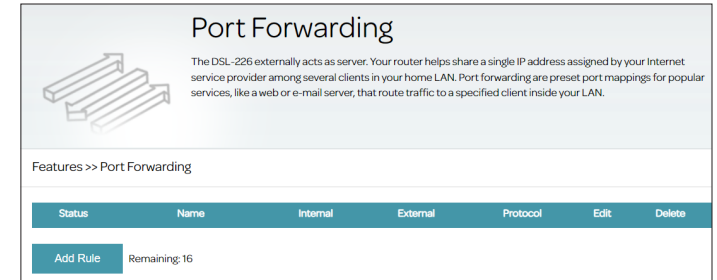 Port Forwarding
The DSL-226 externally acts as server. Your router helps share a single IP address assigned by your Internet
service provider among several clients in your home LAN. Port forwarding are preset port mappings for popular
services, like a web or e-mail server, that route traffic to a specified client inside your LAN.
Features >> Port Forwarding
Status Name Internal External Protocol Edit Delete
Add Rule Remaining: 16